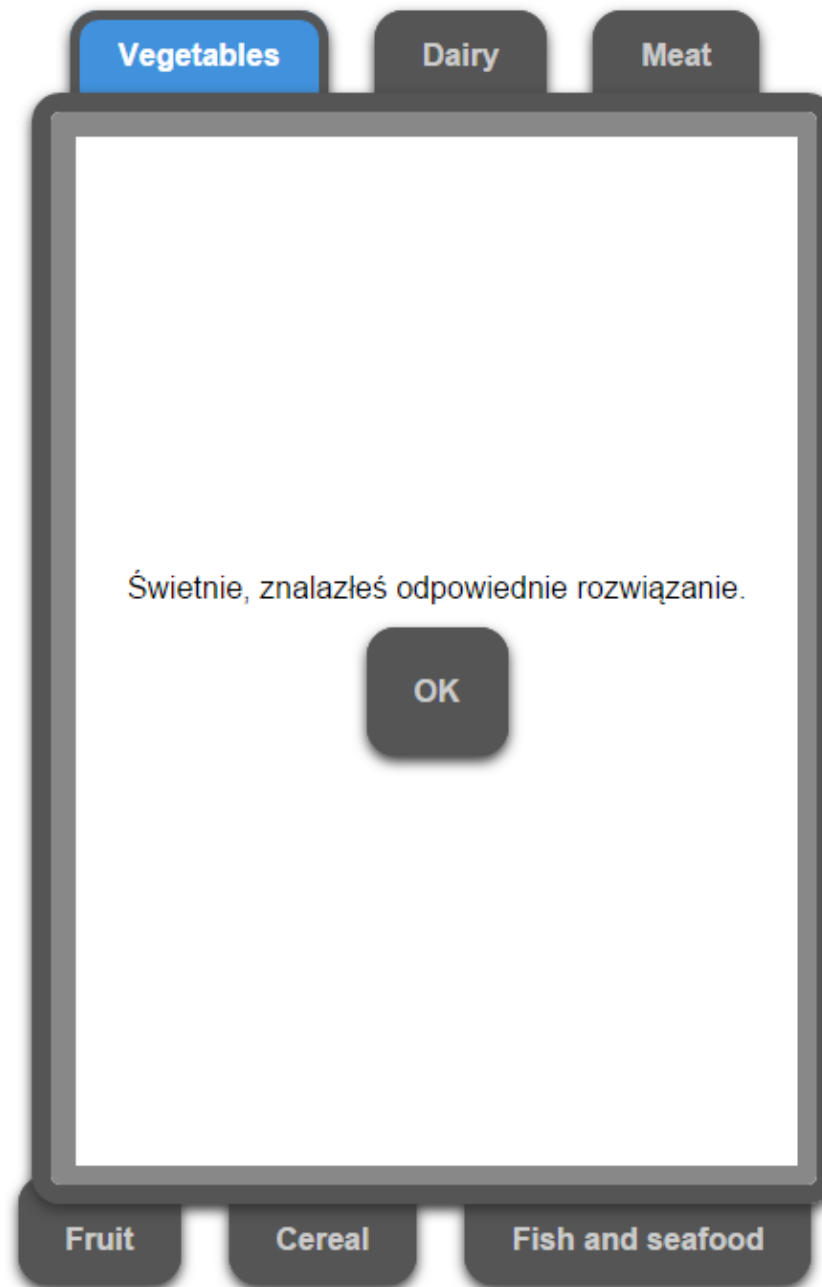 Vegetables Dairy Meat
Świetnie, znalazłeś odpowiednie rozwiązanie.
OK
Fruit Cereal Fish and seafood